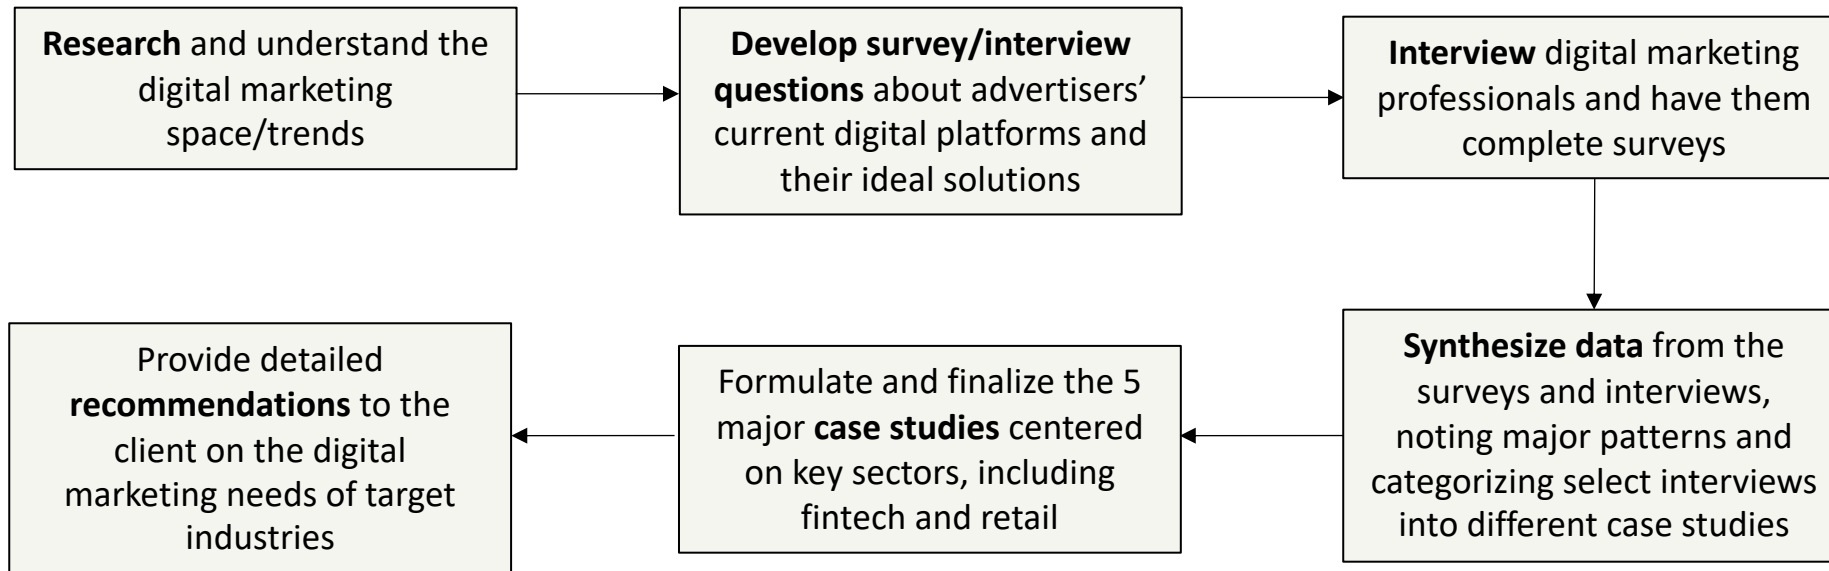 Research and understand the
digital marketing
space/trends
Develop survey/interview
questions about advertisers’
current digital platforms and
their ideal solutions
Interview digital marketing
professionals and have them
complete surveys
Synthesize data from the
surveys and interviews,
noting major patterns and
categorizing select interviews
into different case studies
Formulate and finalize the 5
major case studies centered
on key sectors, including
fintech and retail
Provide detailed
recommendations to the
client on the digital
marketing needs of target
industries